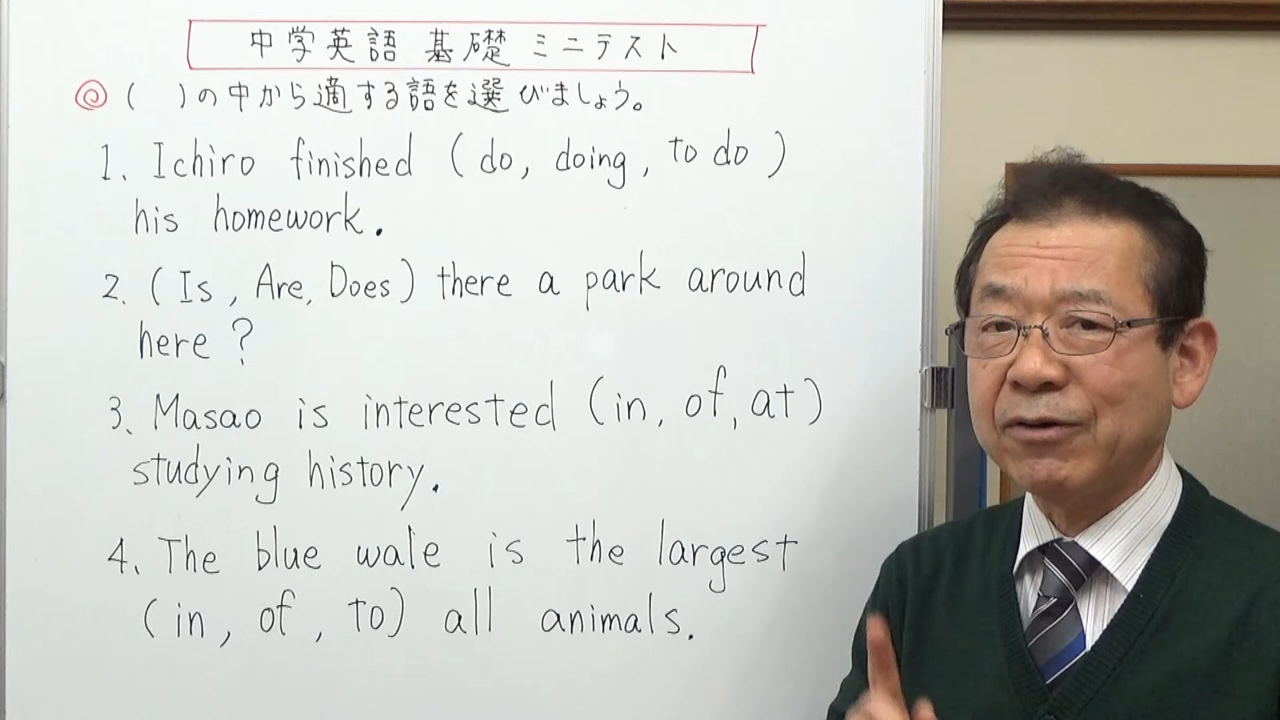 中学英語 基礎 ミニテスト
◎( )の中から適する語を選びましょう。
1. Ichiro finished (do, doing, to do)
his homework.
2. (Is, Are, Does) there a park around
here?
3. Masao is interested (in, of, at)
studying history.
4. The blue wale is the largest
(in, of, to) all animals.